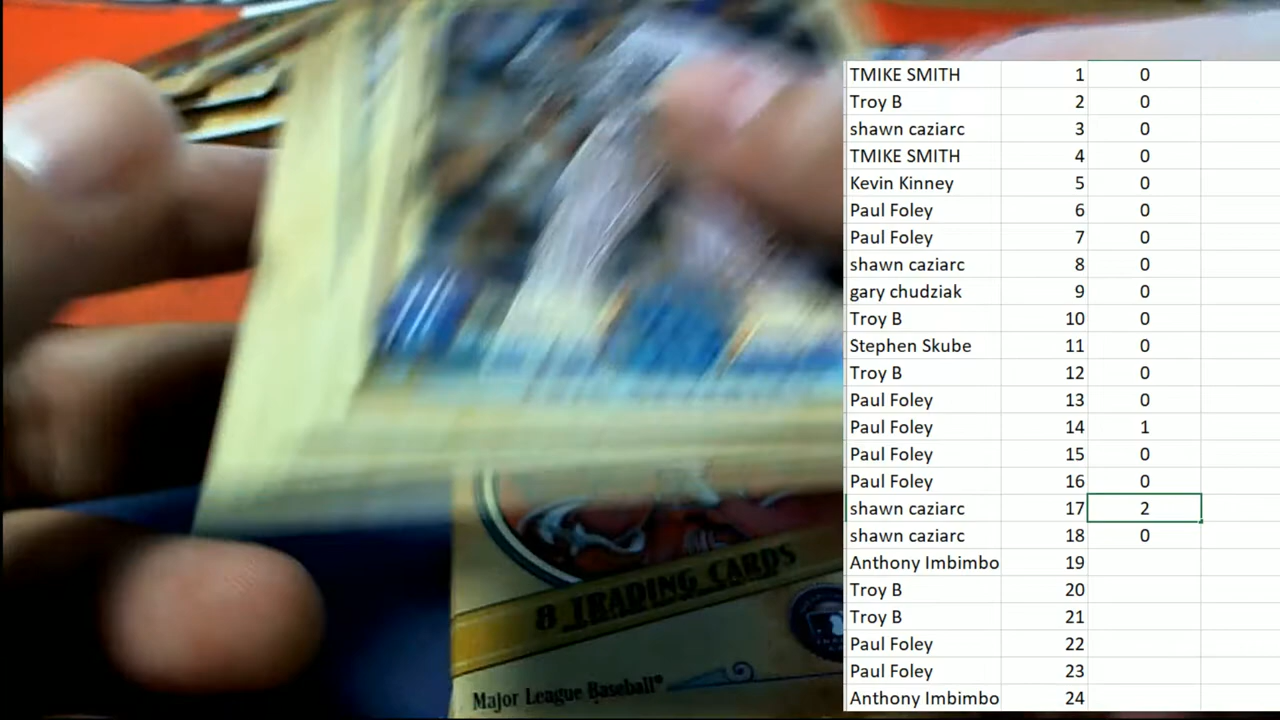 TMIKE SMITH 1 0
Troy B 2 0
shawn caziarc 3 0
TMIKE SMITH 4 0
Kevin Kinney 5 0
Paul Foley 6 0
Paul Foley 7 0
shawn caziarc 8 0
gary chudziak 9 0
Troy B 10 0
Stephen Skube 11 0
Troy B 12 0
Paul Foley 13 0
Paul Foley 14 1
Paul Foley 15 0
Paul Foley 16 0
shawn caziarc 17 2
shawn caziarc 18 0
Anthony Imbimbo 19
Troy B 20
Troy B 21
Paul Foley 22
Paul Foley 23
Anthony Imbimbo 24
8 TRADING CARDS
Major League Baseball®